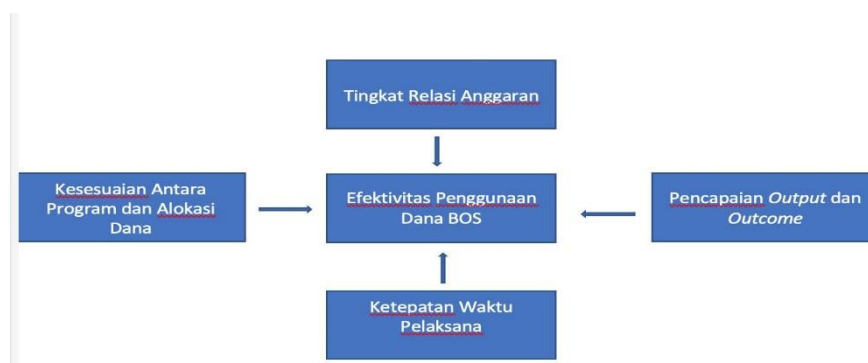 Tingkat Relasi Anggaran
Kesesuaian Antara
Program dan Alokasi
Dana
Efektivitas Penggunaan
Dana BOS
Pencapaian Output dan
Outcome
Ketepatan Waktu
Pelaksana